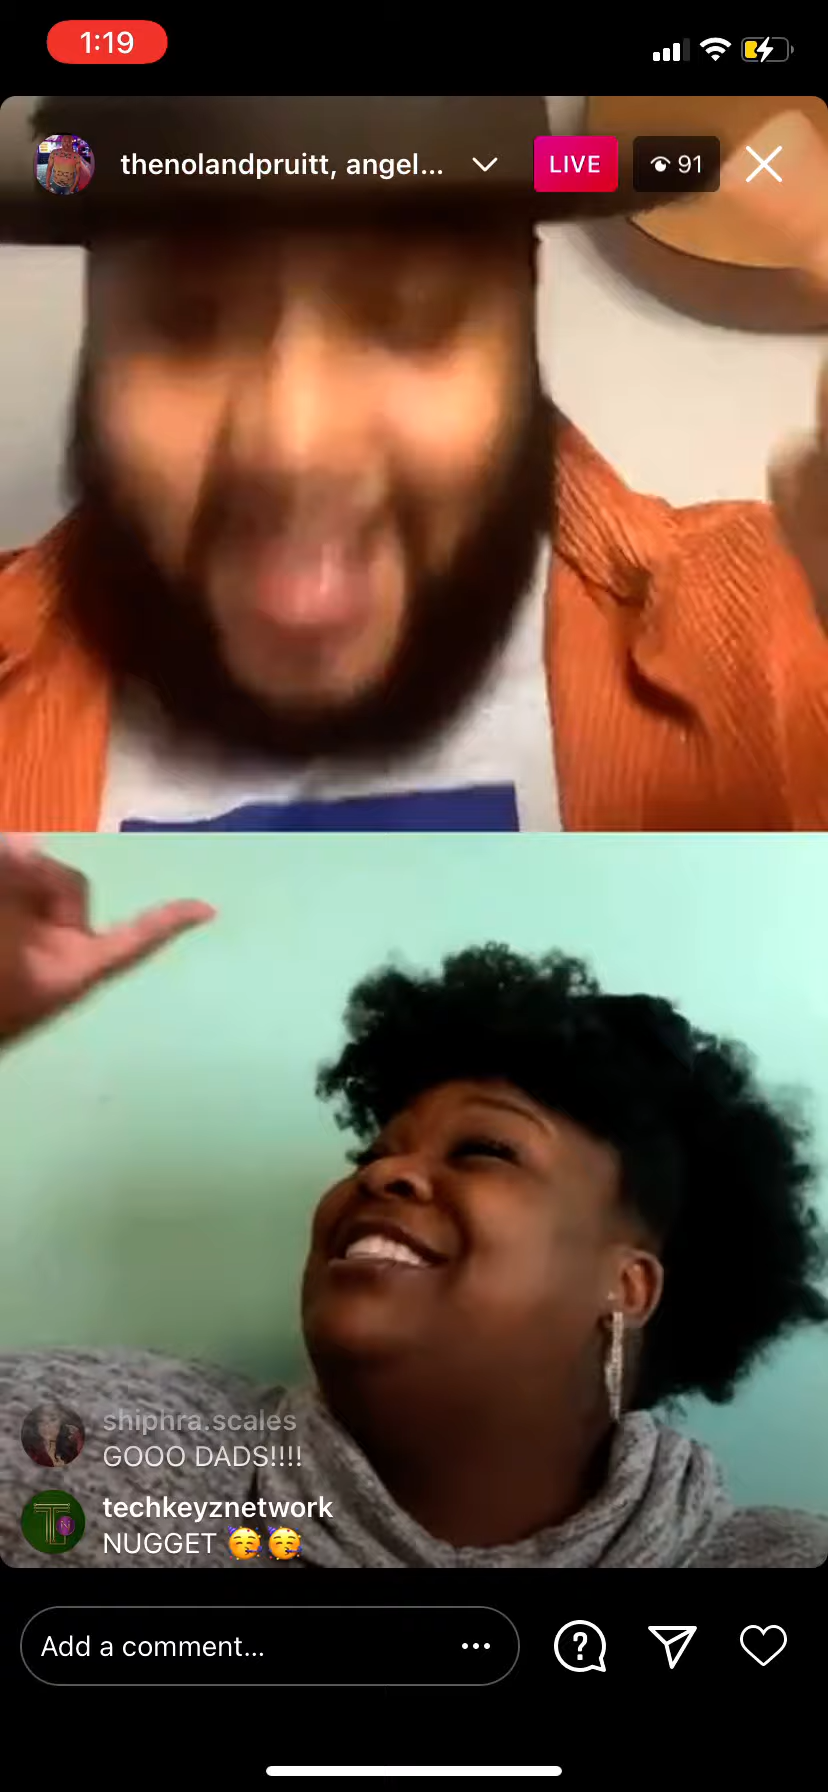 1:19
thenolandpruitt, angel...
LIVE
91
shiphra.scales
GOOO DADS!!!!
techkeyznetwork
NUGGET 🥳🥳
Add a comment...